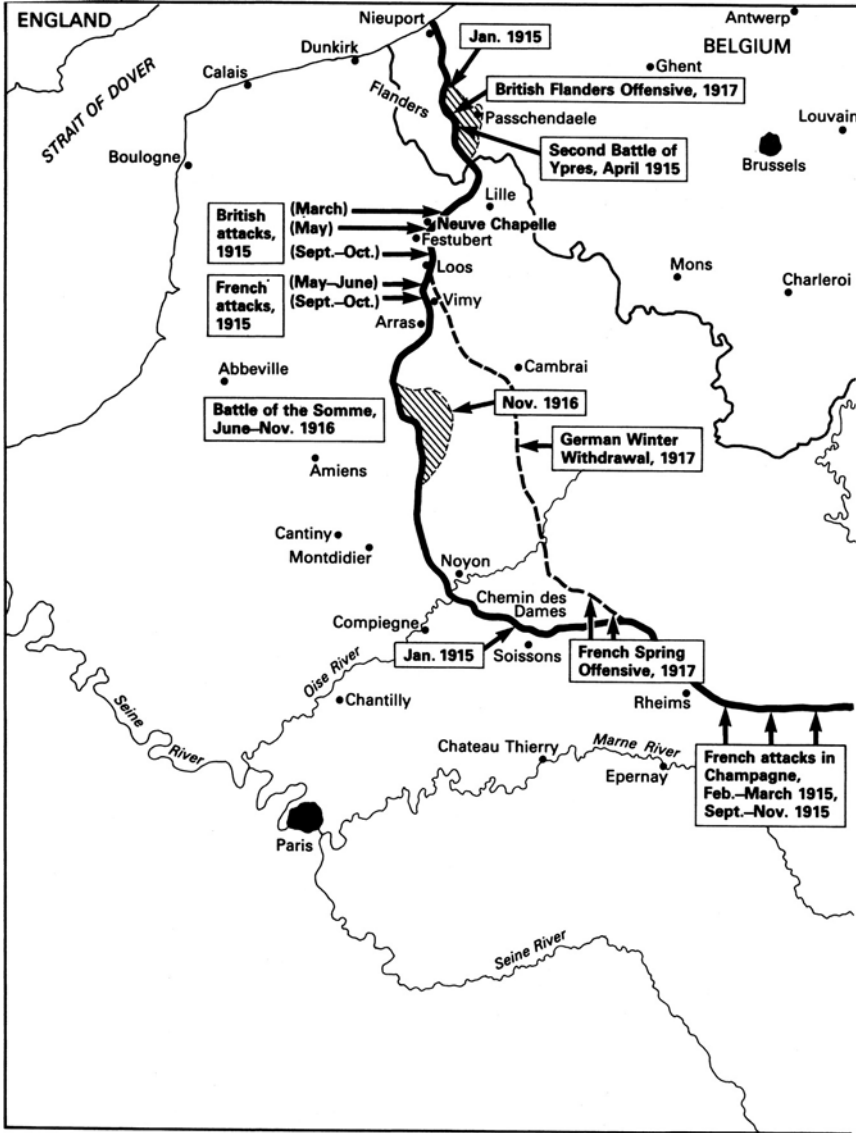 ENGLAND
Nieuport
Antwerp
Jan. 1915
BELGIUM
Dunkirk
Ghent
Calais
STRAIT OF DOVER
Flanders
British Flanders Offensive, 1917
Passchendaele
Louvain
Boulogne
Second Battle of
Ypres, April 1915
Brussels
Lille
British
attacks,
1915
(March)
(May)
(Sept.–Oct.)
Neuve Chapelle
Festubert
Loos
Mons
Charleroi
French
attacks,
1915
(May–June)
(Sept.–Oct.)
Vimy
Arras
Abbeville
Cambrai
Battle of the Somme,
June–Nov. 1916
Nov. 1916
German Winter
Withdrawal, 1917
Amiens
Cantiny
Montdidier
Noyon
Chemin des
Dames
Compiegne
Jan. 1915
Soissons
French Spring
Offensive, 1917
Oise River
Chantilly
Rheims
Seine
River
Chateau Thierry
Marne River
Epernay
French attacks in
Champagne,
Feb.–March 1915,
Sept.–Nov. 1915
Paris
Seine River